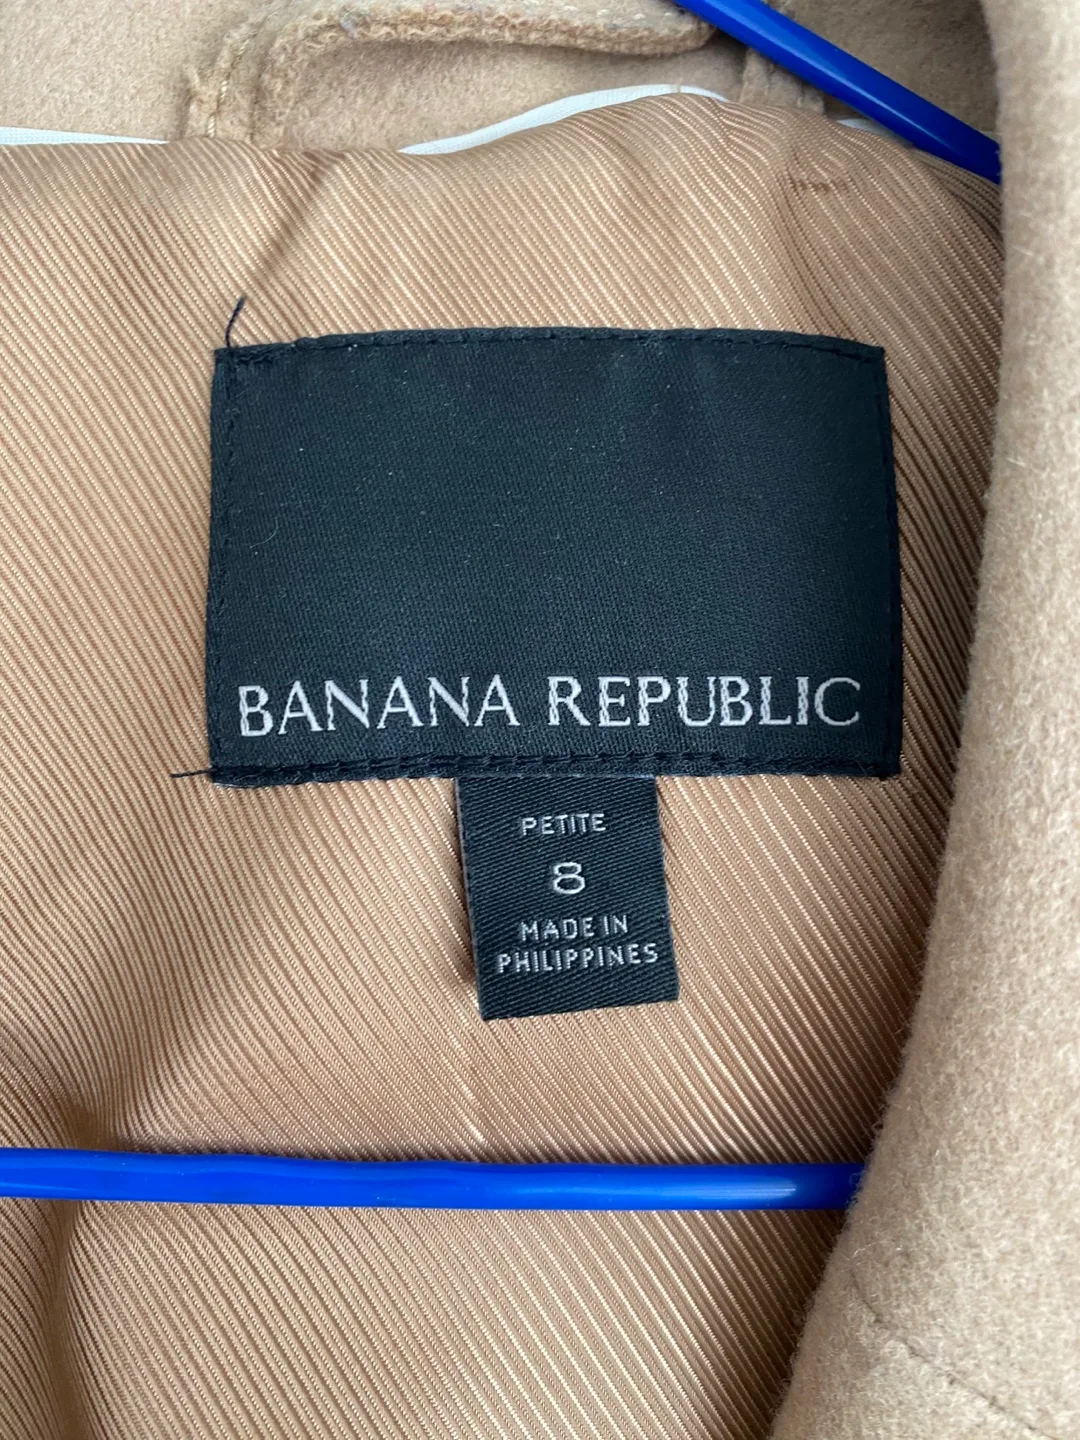 BANANA REPUBLIC
PETITE
8
MADE IN
PHILIPPINES